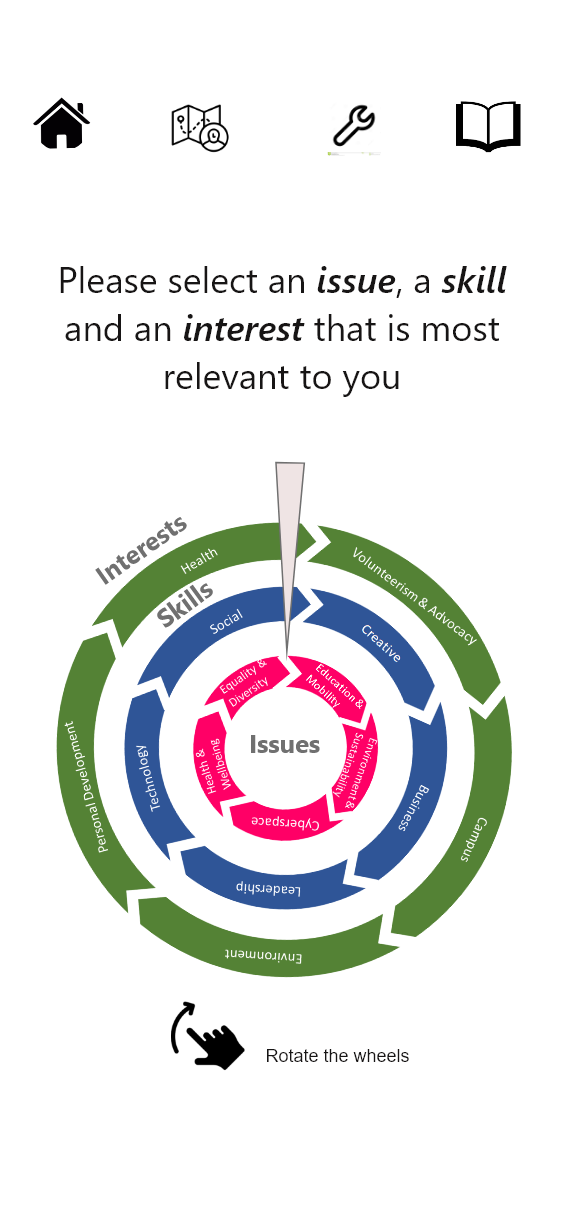 Please select an issue, a skill
and an interest that is most
relevant to you
Interests
Health
Volunteerism & Advocacy
Campus
Environment
Personal Development
Skills
Social
Creative
Business
Leadership
Technology
Equality &
Diversity
Education &
Mobility
Environment &
Sustainability
Cyberspace
Health &
Wellbeing
Issues
Rotate the wheels